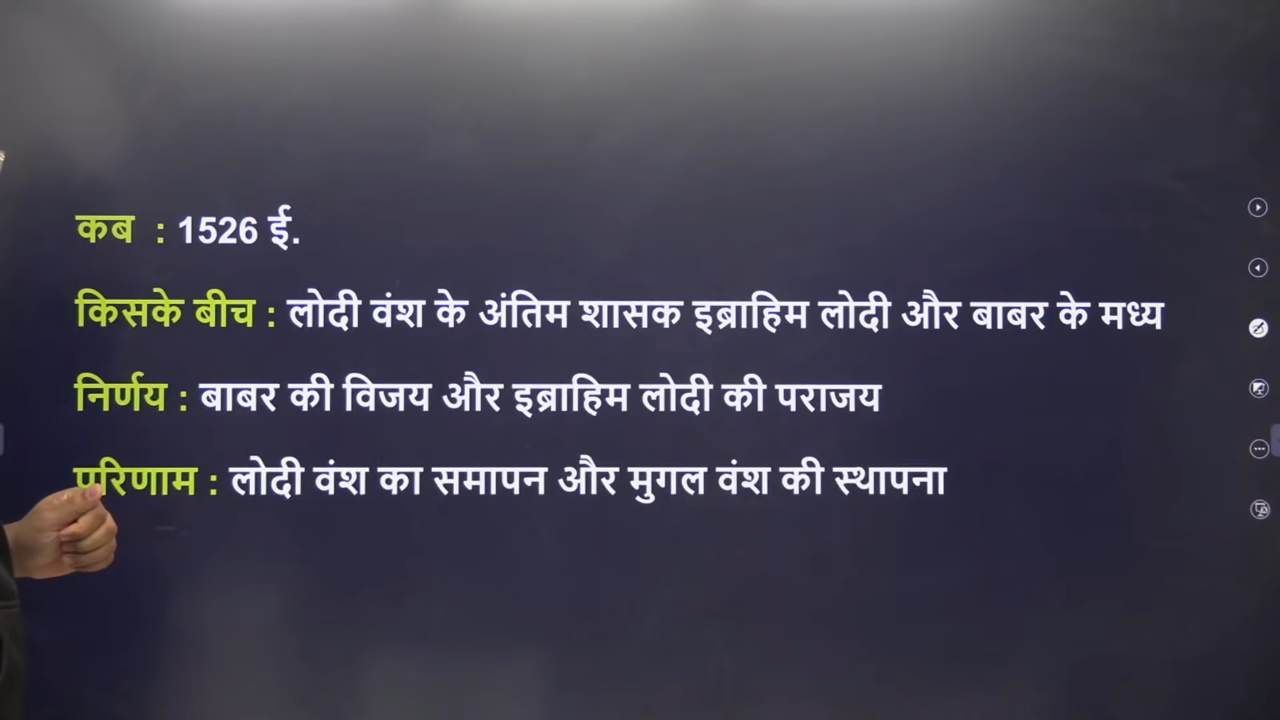 कब : 1526 ई.
किसके बीच : लोदी वंश के अंतिम शासक इब्राहिम लोदी और बाबर के मध्य
निर्णय : बाबर की विजय और इब्राहिम लोदी की पराजय
परिणाम : लोदी वंश का समापन और मुगल वंश की स्थापना